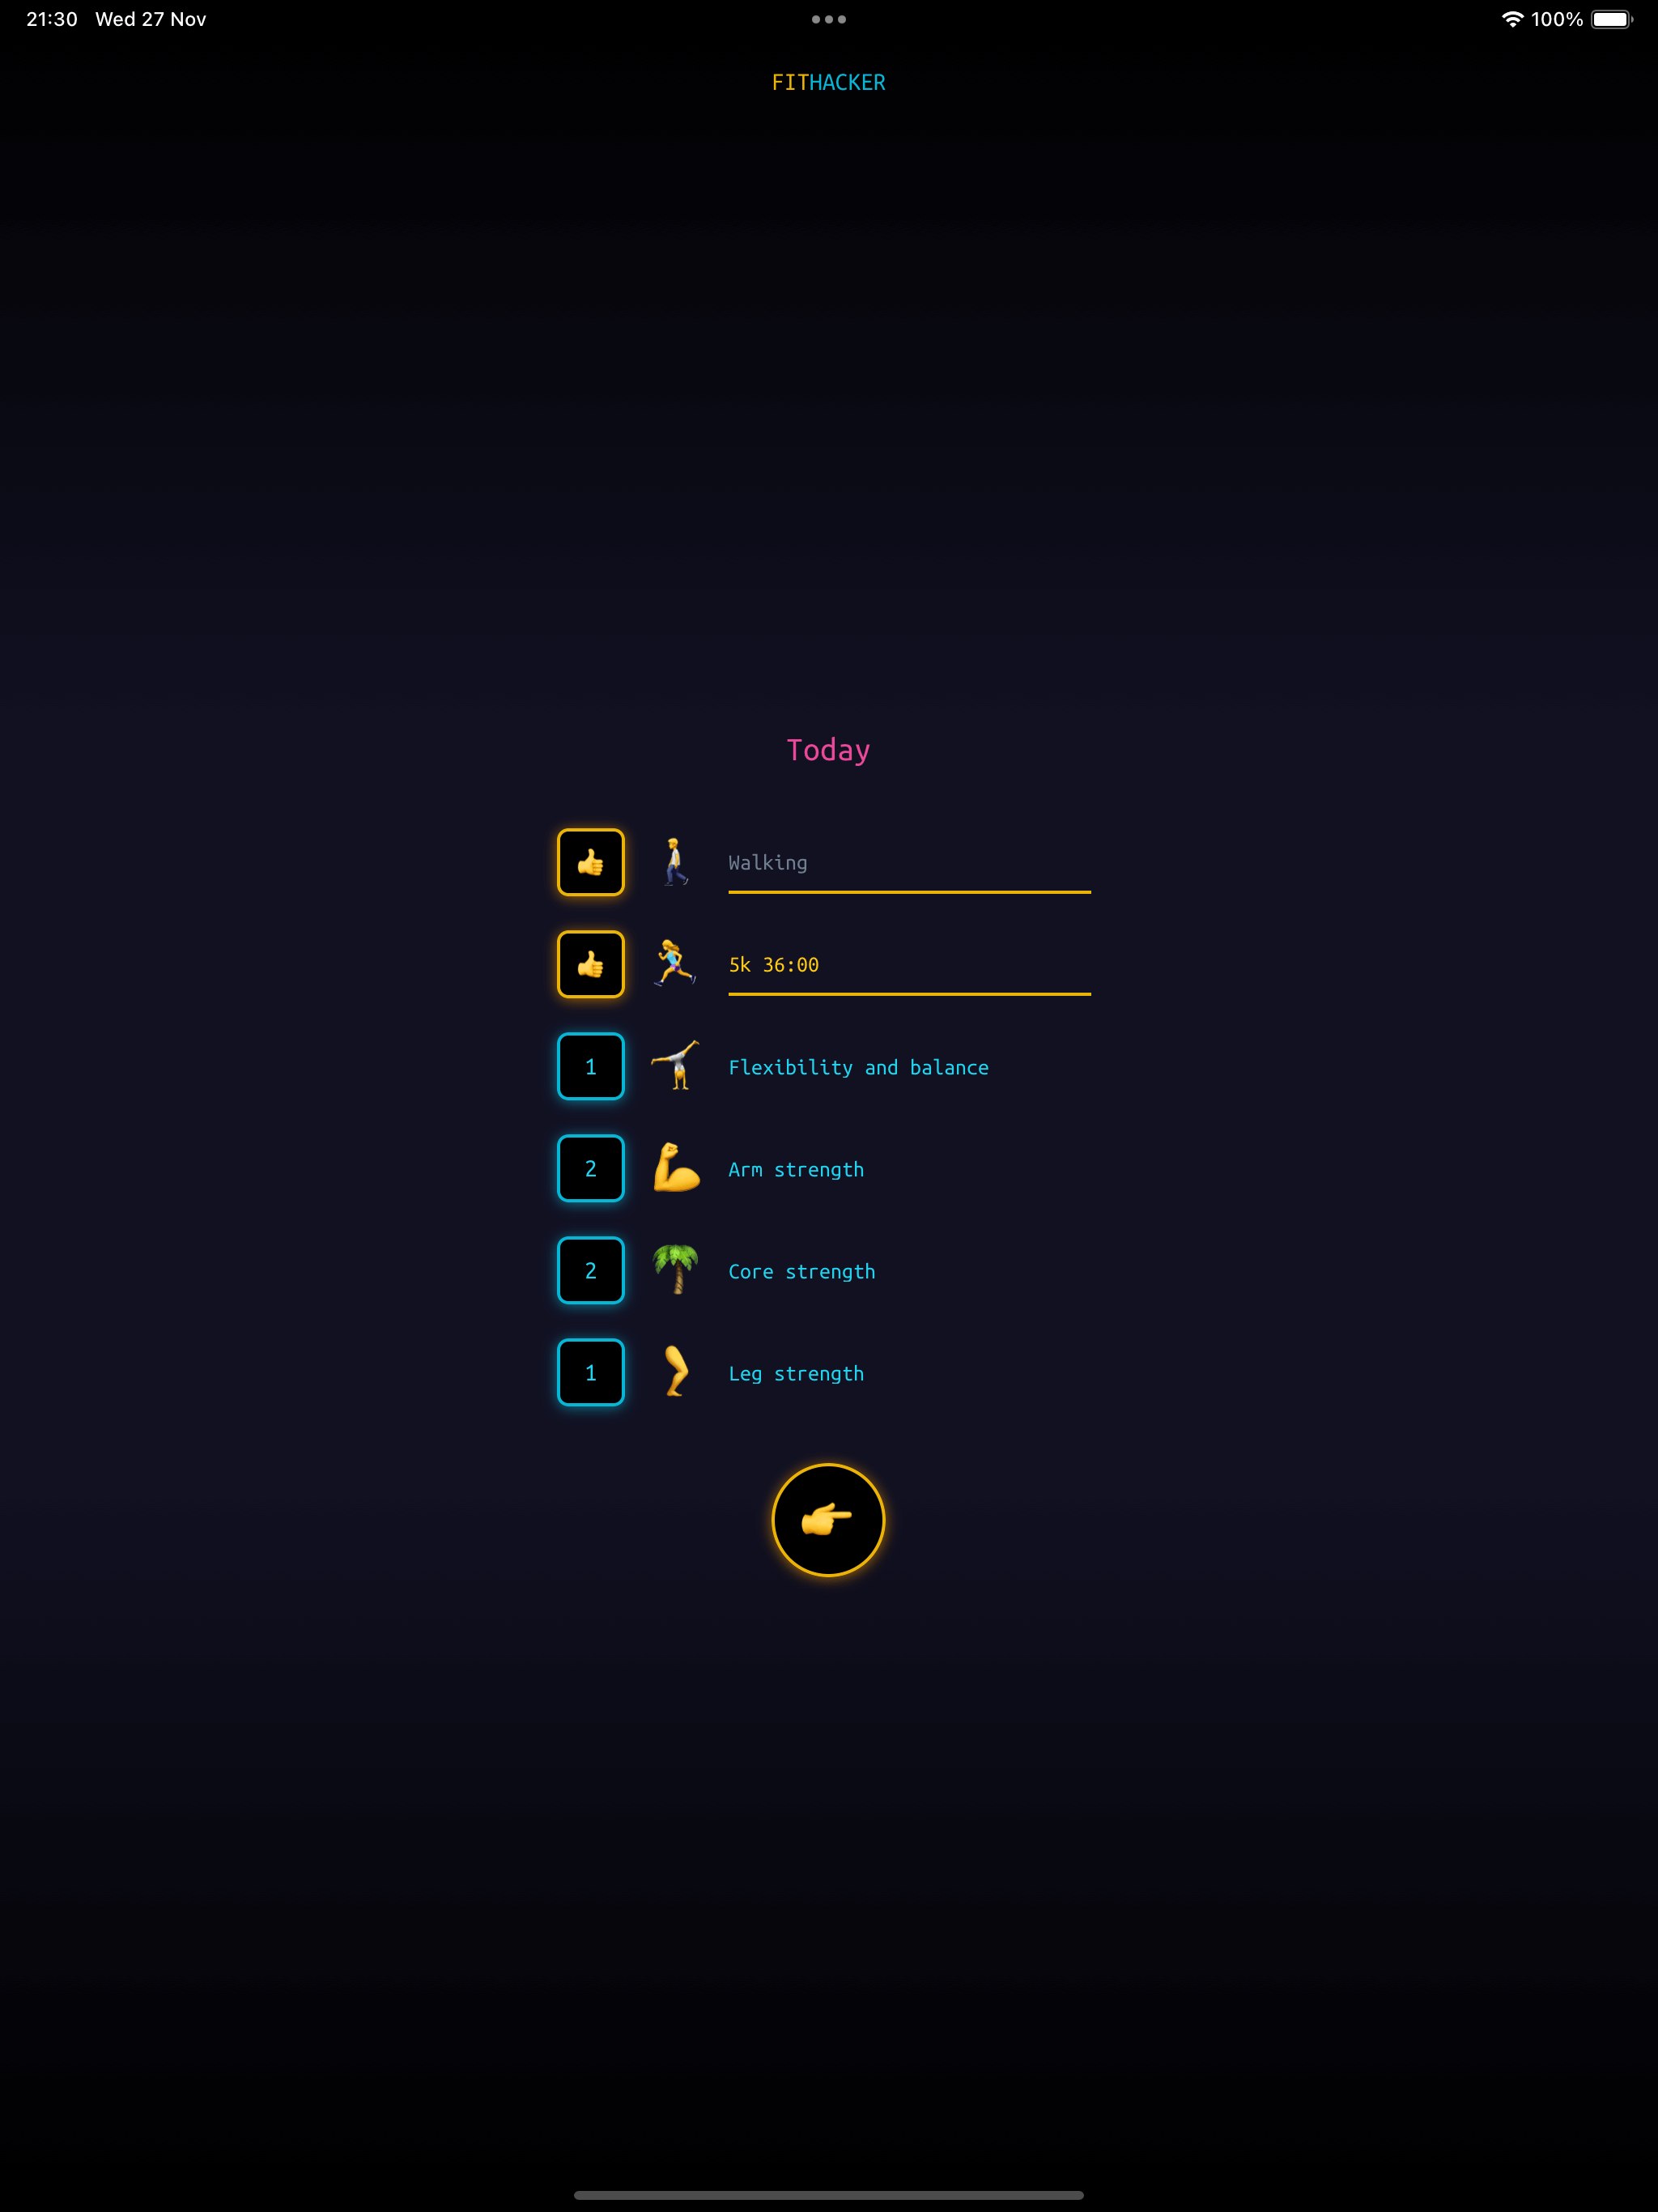 21:30 Wed 27 Nov 100%
FITHACKER
Today
Walking
5k 36:00
1 Flexibility and balance
2 Arm strength
2 Core strength
1 Leg strength